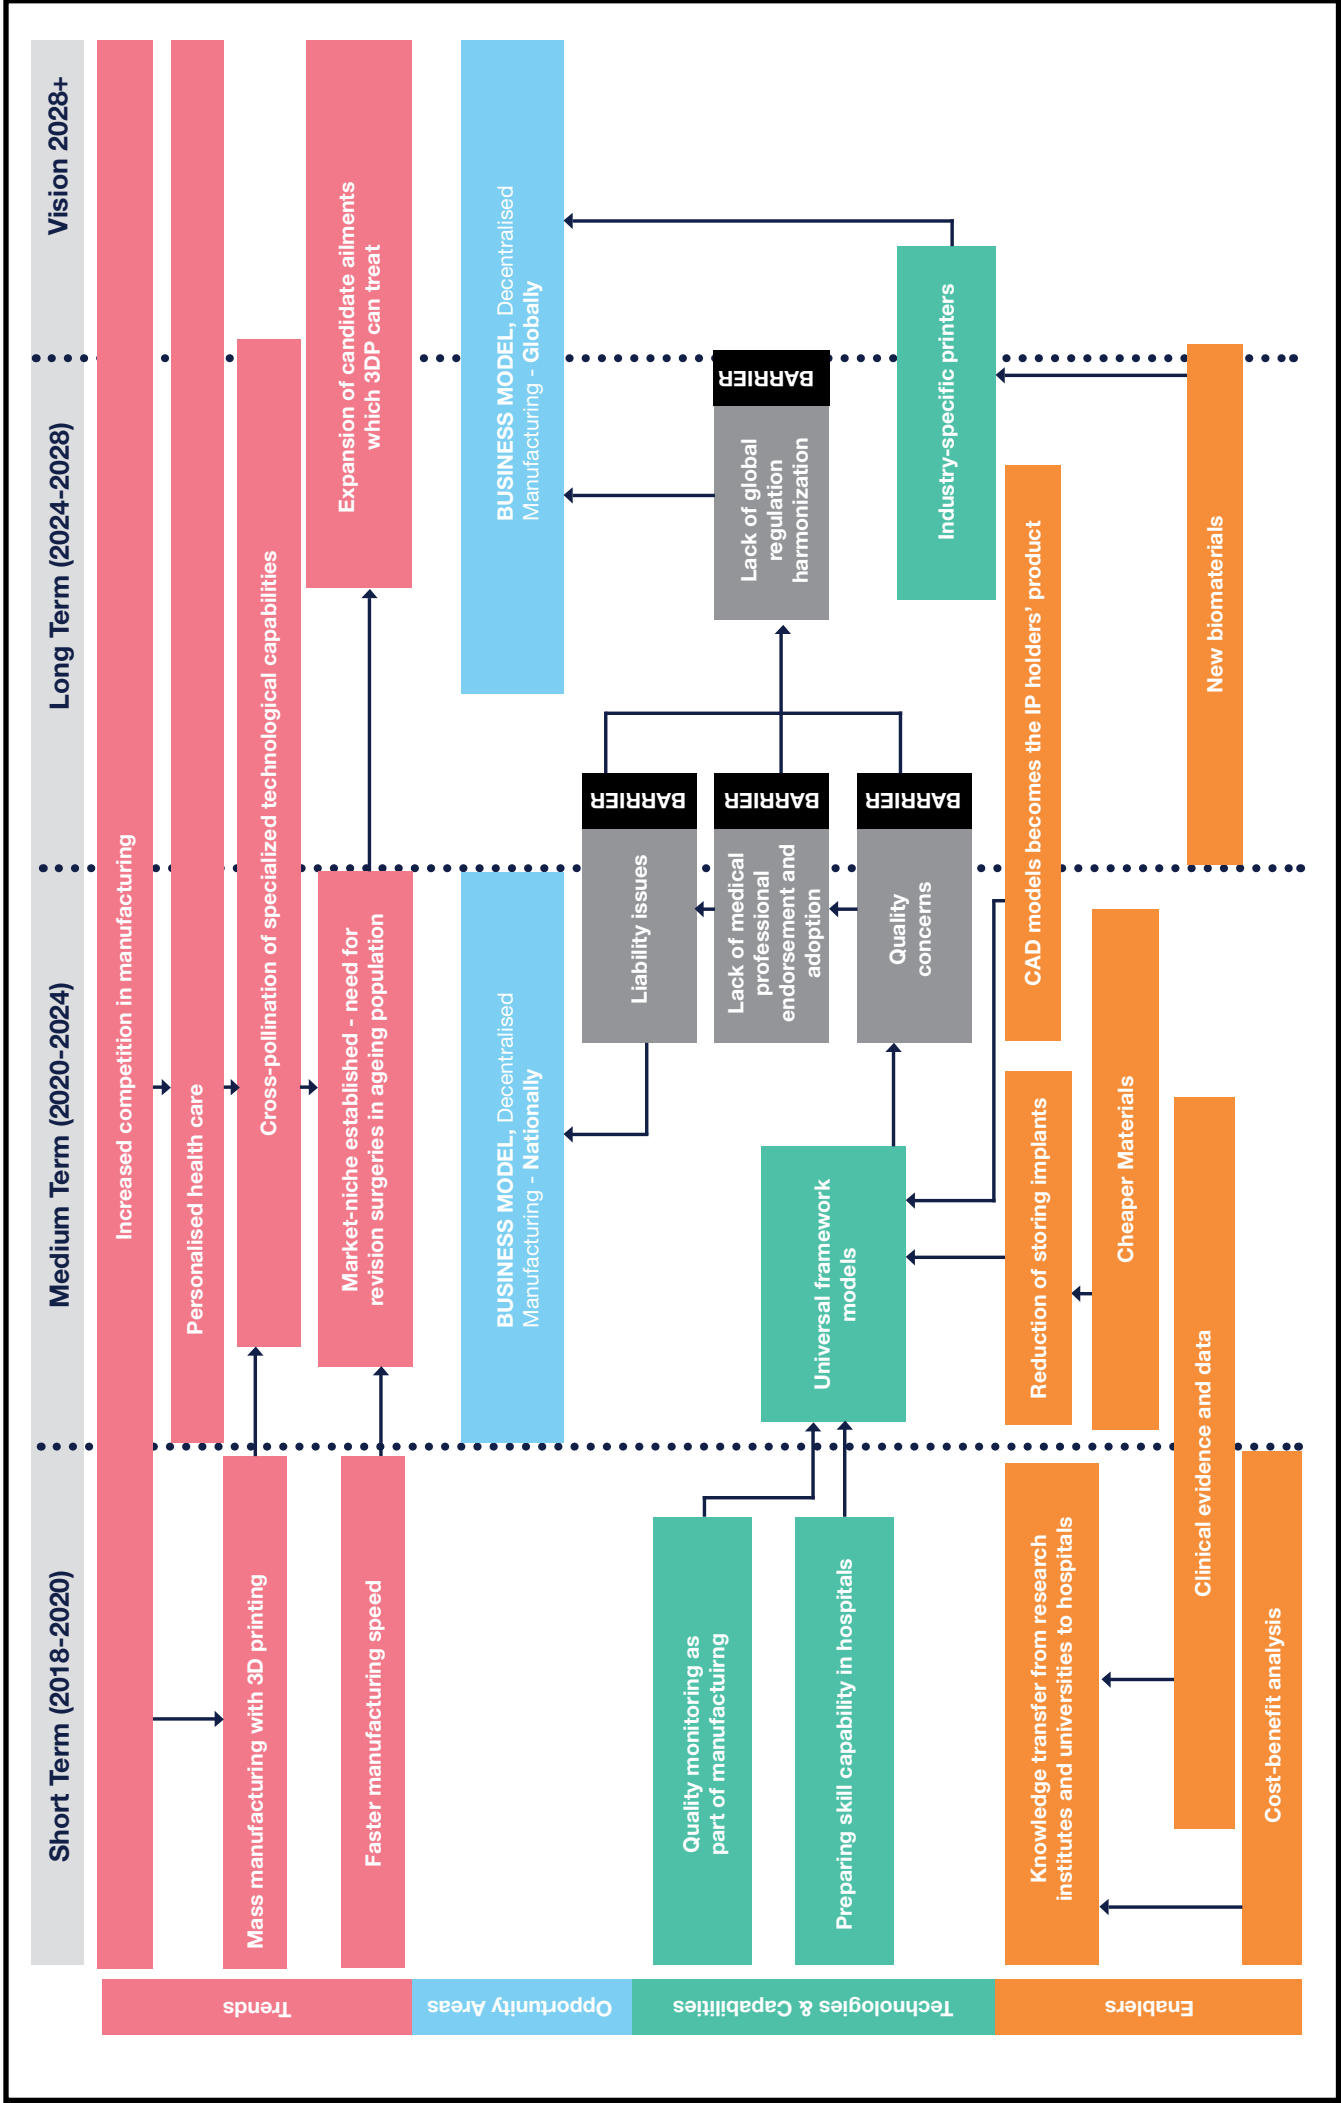 Short Term (2018-2020)
Medium Term (2020-2024)
Long Term (2024-2028)
Vision 2028+
Trends
Increased competition in manufacturing
Personalised health care
Mass manufacturing with 3D printing
Cross-pollination of specialized technological capabilities
Faster manufacturing speed
Market-niche established - need for
revision surgeries in ageing population
Expansion of candidate ailments
which 3DP can treat
Opportunity Areas
BUSINESS MODEL, Decentralised
Manufacturing - Nationally
BUSINESS MODEL, Decentralised
Manufacturing - Globally
Technologies & Capabilities
Quality monitoring as
part of manufactuirng
Preparing skill capability in hospitals
Universal framework
models
Liability issues
BARRIER
Lack of medical
professional
endorsement and
adoption
BARRIER
Quality
concerns
BARRIER
Lack of global
regulation
harmonization
BARRIER
Industry-specific printers
Enablers
Knowledge transfer from research
institutes and universities to hospitals
Reduction of storing implants
CAD models becomes the IP holders' product
Cheaper Materials
Clinical evidence and data
New biomaterials
Cost-benefit analysis